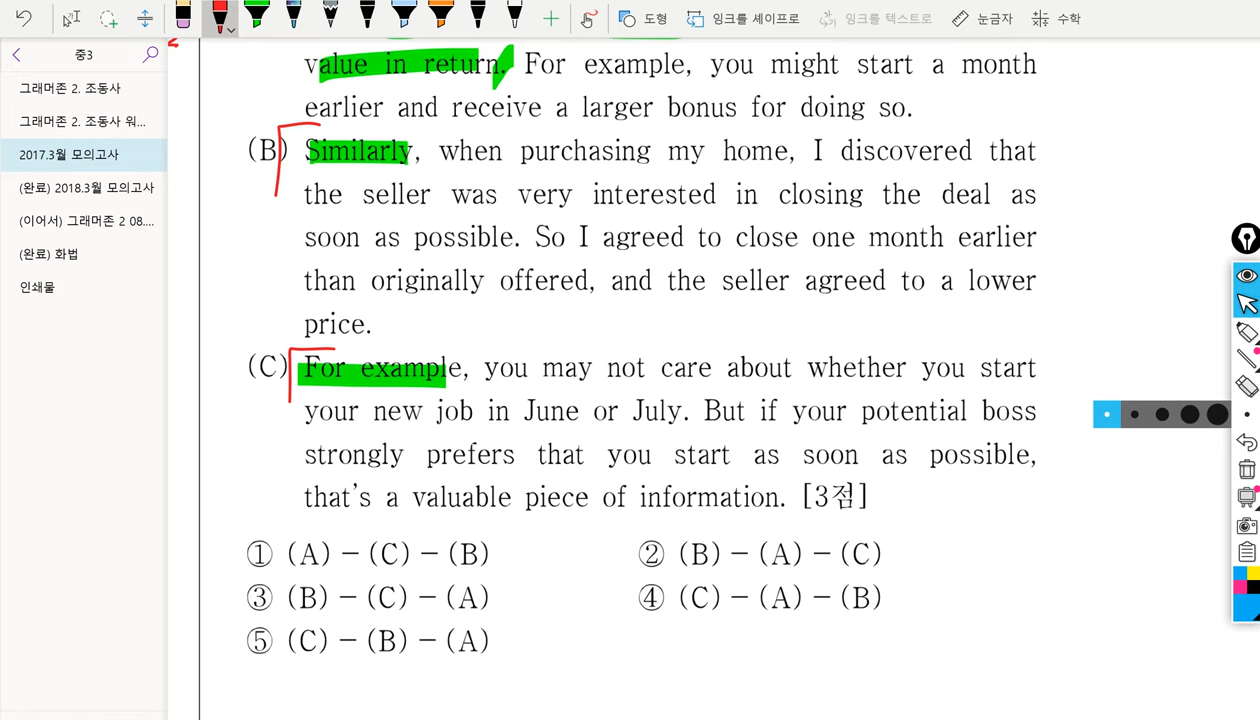 도형
잉크를 셰이프로
잉크를 텍스트로
눈금자
수학
중3
그래머존 2. 조동사
그래머존 2. 조동사 워...
2017.3월 모의고사
(완료) 2018.3월 모의고사
(이어서) 그래머존 2 08....
(완료) 화법
인쇄물
value in return. For example, you might start a month
earlier and receive a larger bonus for doing so.
(B) Similarly, when purchasing my home, I discovered that
the seller was very interested in closing the deal as
soon as possible. So I agreed to close one month earlier
than originally offered, and the seller agreed to a lower
price.
(C) For example, you may not care about whether you start
your new job in June or July. But if your potential boss
strongly prefers that you start as soon as possible,
that's a valuable piece of information. [3점]
① (A) - (C) - (B) ② (B) - (A) - (C)
③ (B) - (C) - (A) ④ (C) - (A) - (B)
⑤ (C) - (B) - (A)